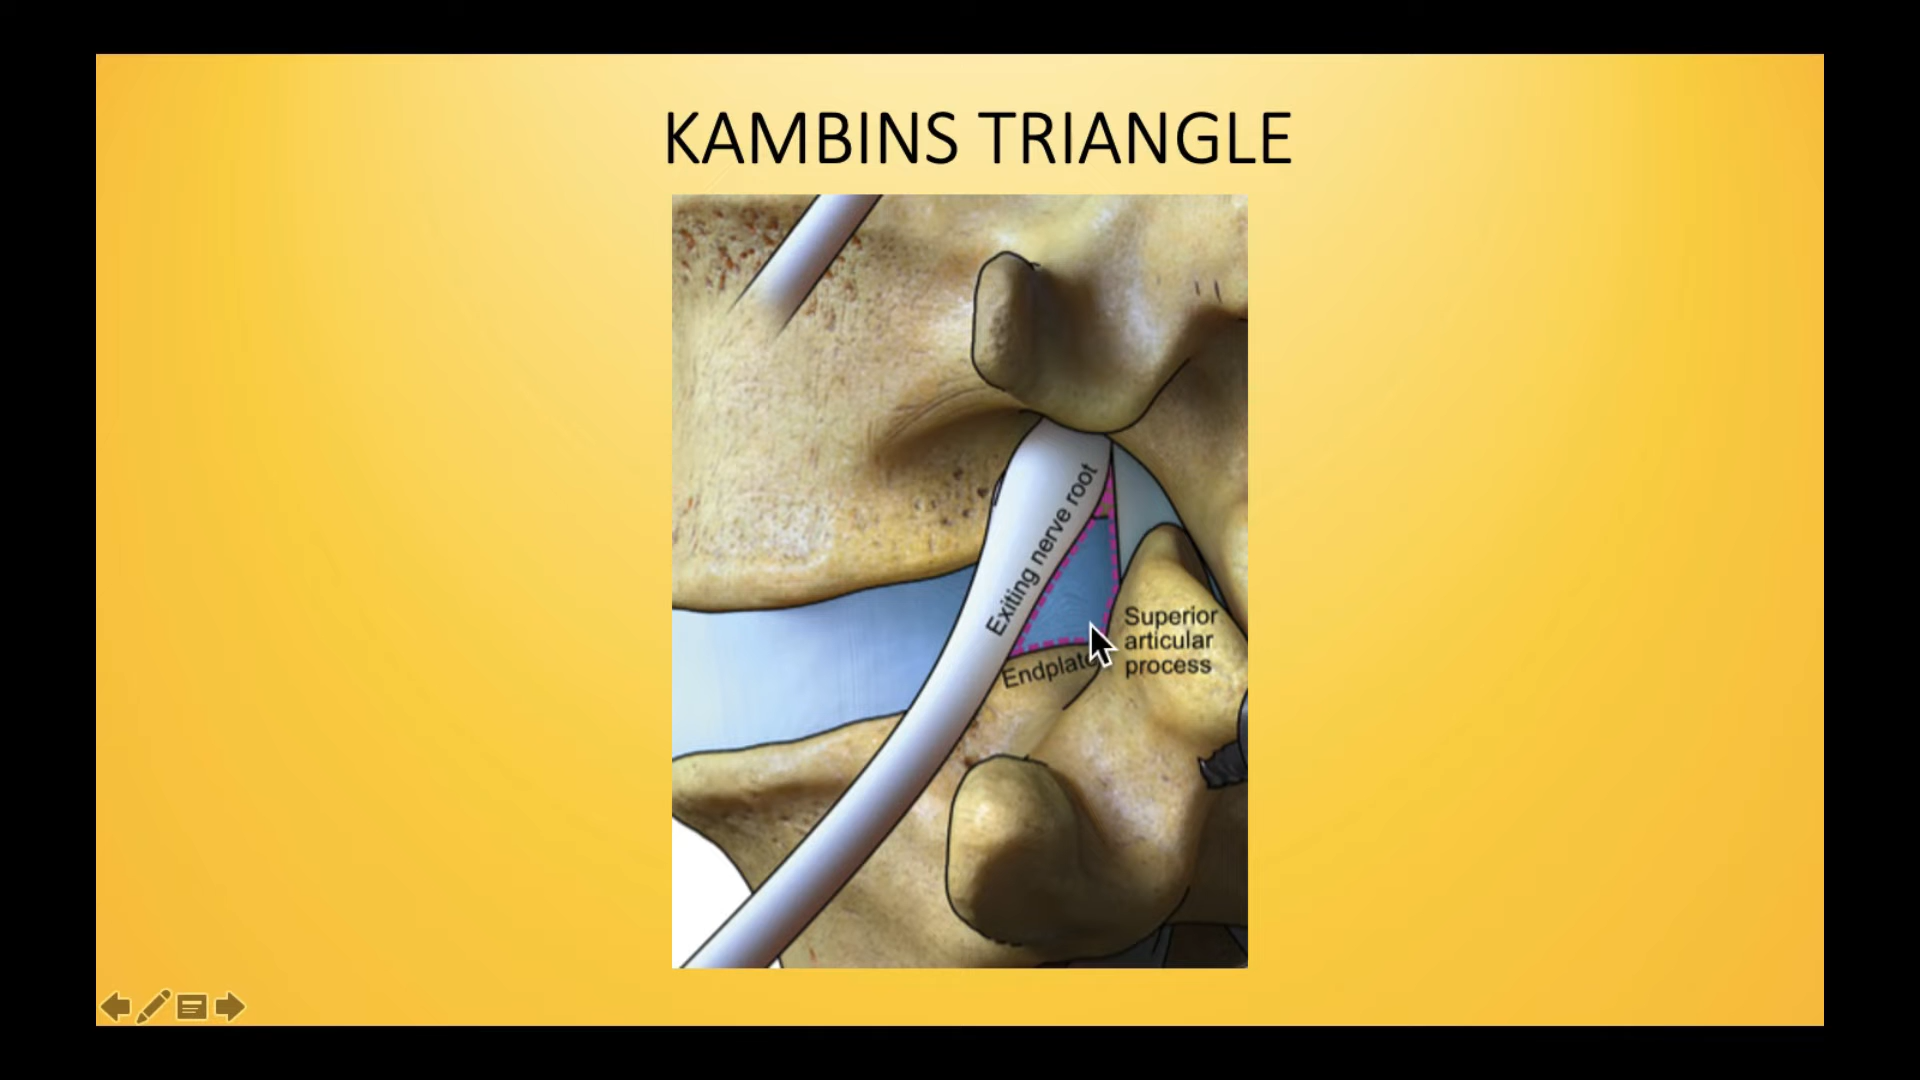 KAMBINS TRIANGLE
Exiting nerve root
Superior
articular
process